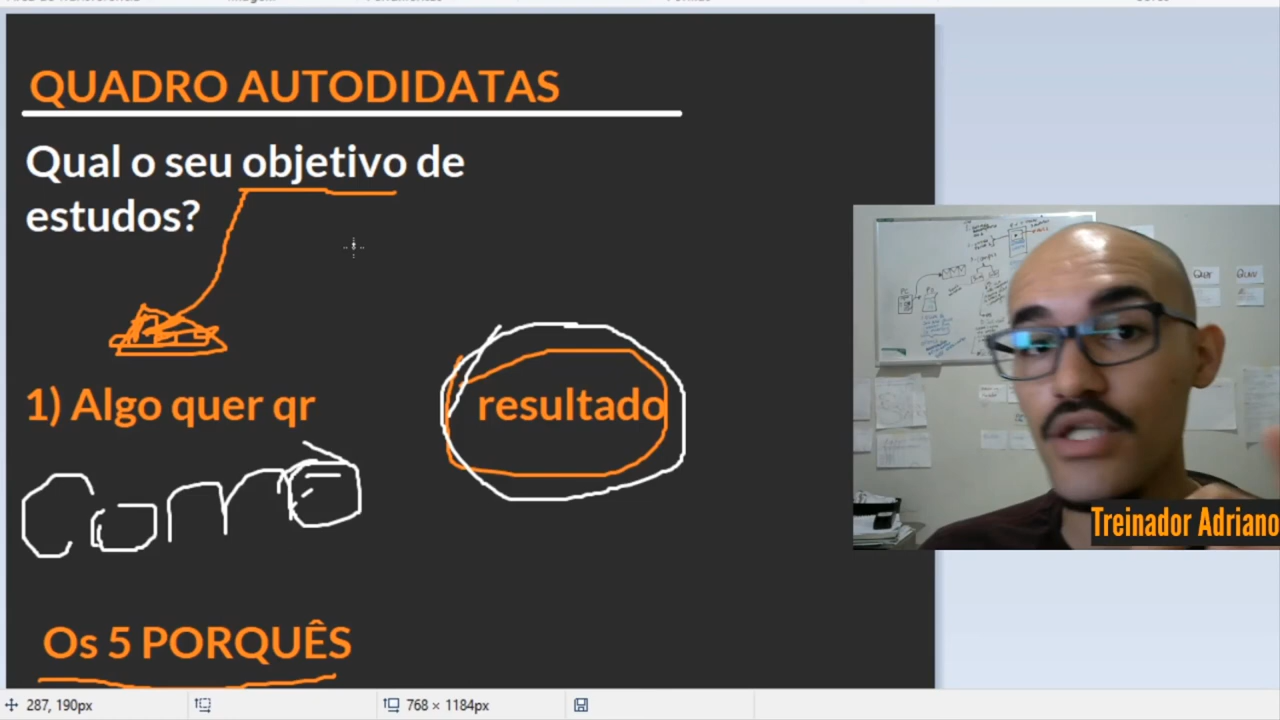 QUADRO AUTODIDATAS
Qual o seu objetivo de
estudos?
1) Algo quer qr
resultado
Como
Os 5 PORQUÊS
Treinador Adriano
287, 190px
768 × 1184px